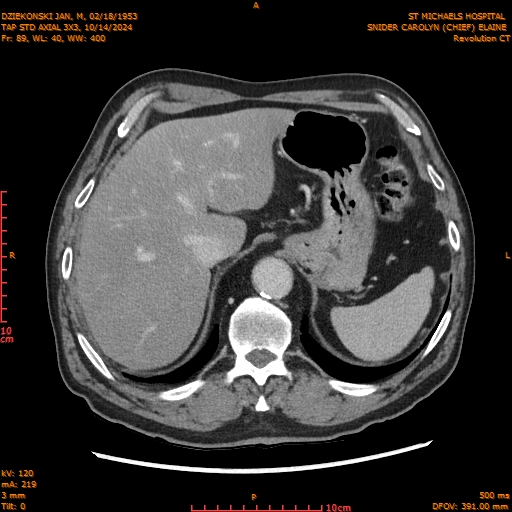 A
DZIEKONSKI JAN, M, 02/18/1953
TAP STD AXIAL 3X3, 10/14/2024
Fr: 89, WL: 40, WW: 400
ST MICHAELS HOSPITAL
SNIDER CAROLYN (CHIEF) ELAINE
Revolution CT
R
L
10
cm
kV: 120
mA: 219
3 mm
Tilt: 0
P
10cm
500 ms
DFOV: 391.00 mm